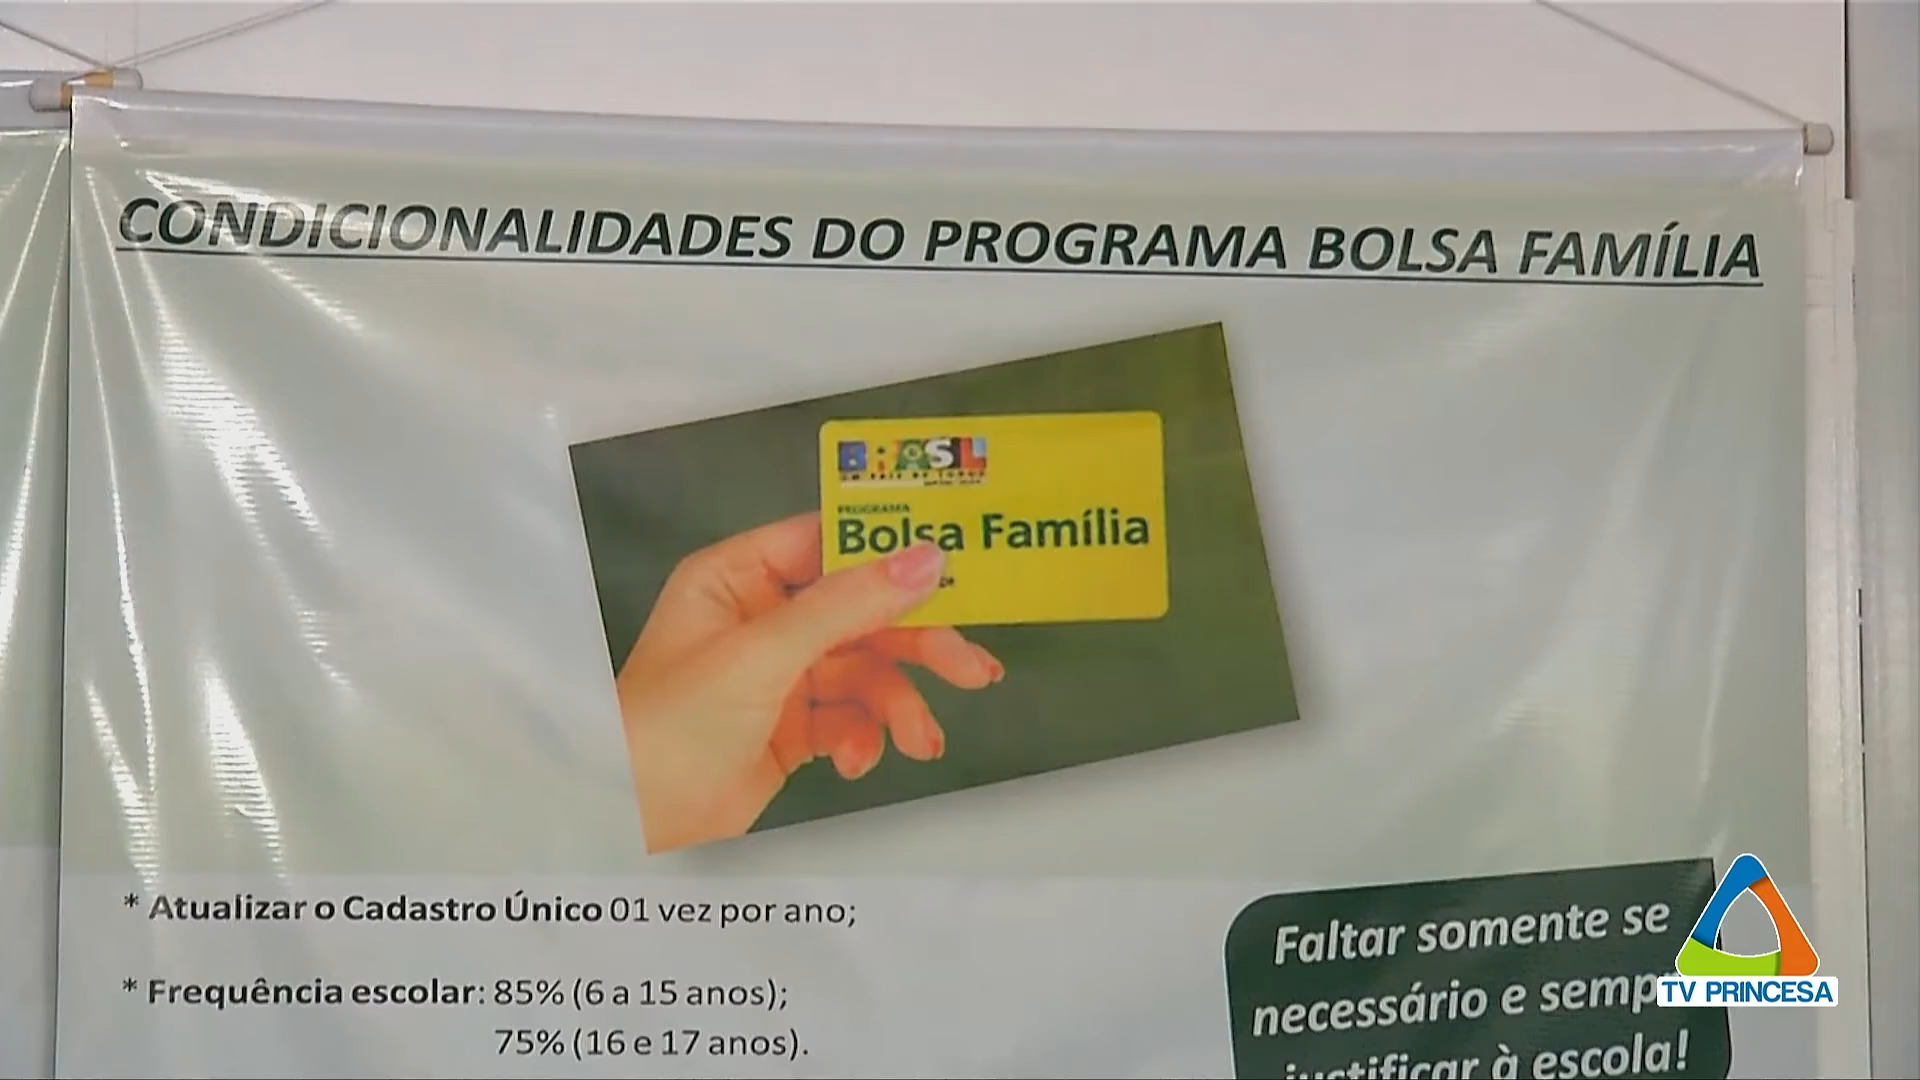 CONDICIONALIDADES DO PROGRAMA BOLSA FAMÍLIA
BRASIL
PROGRAMA
Bolsa Família
* Atualizar o Cadastro Único 01 vez por ano;
* Frequência escolar: 85% (6 a 15 anos);
75% (16 e 17 anos).
Faltar somente se
necessário e semp
justificar à escola!
TV PRINCESA